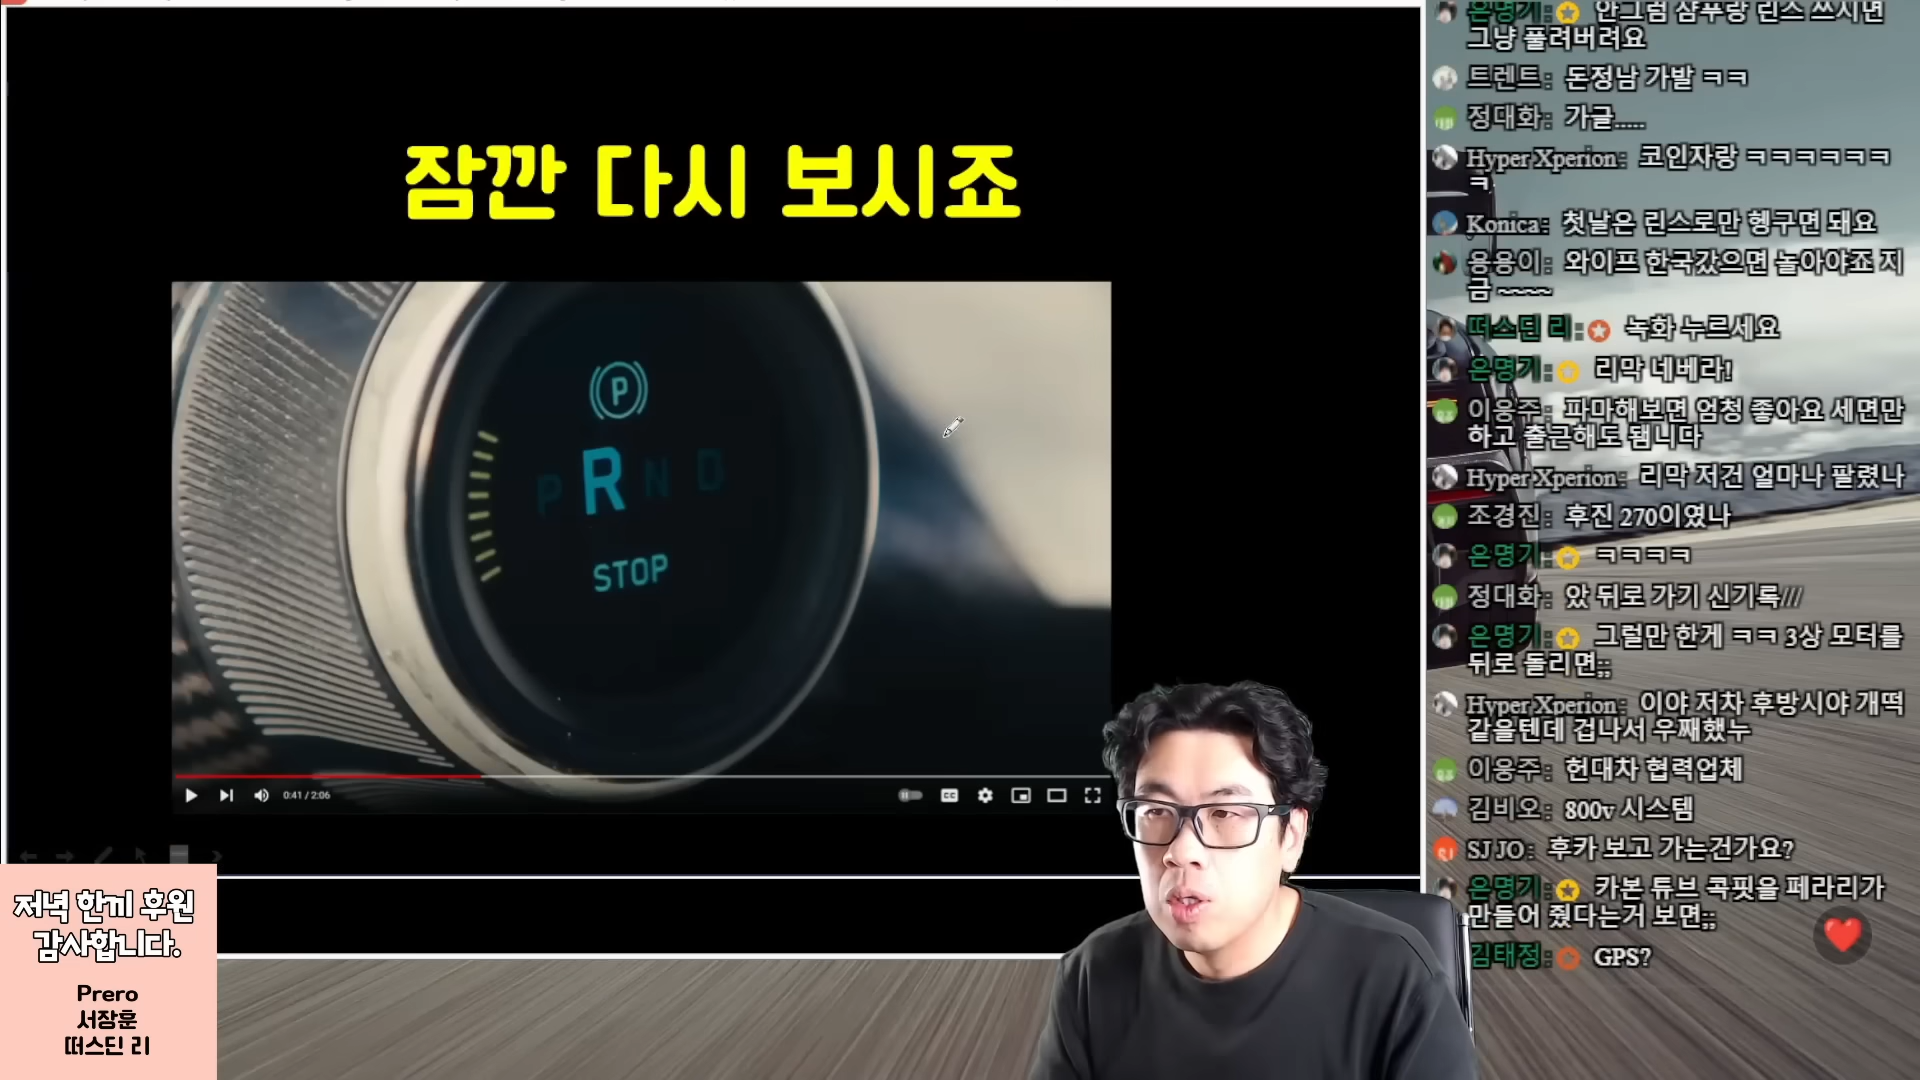 잠깐 다시 보시죠
P
P R N D
STOP
0:41 / 2:06
CC
저녁 한끼 후원
감사합니다.
Prero
서장훈
떠스딘 리
은명기: 안그럼 샴푸랑 린스 쓰시면
그냥 풀려버려요
트렌트: 돈정남 가발 ㅋㅋ
정대화: 가글.....
Hyper Xperion: 코인자랑 ㅋㅋㅋㅋㅋㅋ
ㅋ
Konica: 첫날은 린스로만 헹구면 돼요
용용이: 와이프 한국갔으면 놀아야죠 지
금 ~~~~
떠스딘 리: 녹화 누르세요
은명기: 리막 네베라!
이웅주: 파마해보면 엄청 좋아요 세면만
하고 출근해도 됩니다
Hyper Xperion: 리막 저건 얼마나 팔렸나
조경진: 후진 270이였나
은명기: ㅋㅋㅋㅋ
정대화: 았 뒤로 가기 신기록///
은명기: 그럴만 한게 ㅋㅋ 3상 모터를
뒤로 돌리면;;
Hyper Xperion: 이야 저차 후방시야 개떡
같을텐데 겁나서 우째했누
이웅주: 헌대차 협력업체
김비오: 800v 시스템
SJ JO: 후카 보고 가는건가요?
은명기: 카본 튜브 콕핏을 페라리가
만들어 줬다는거 보면;;
김태정: GPS?